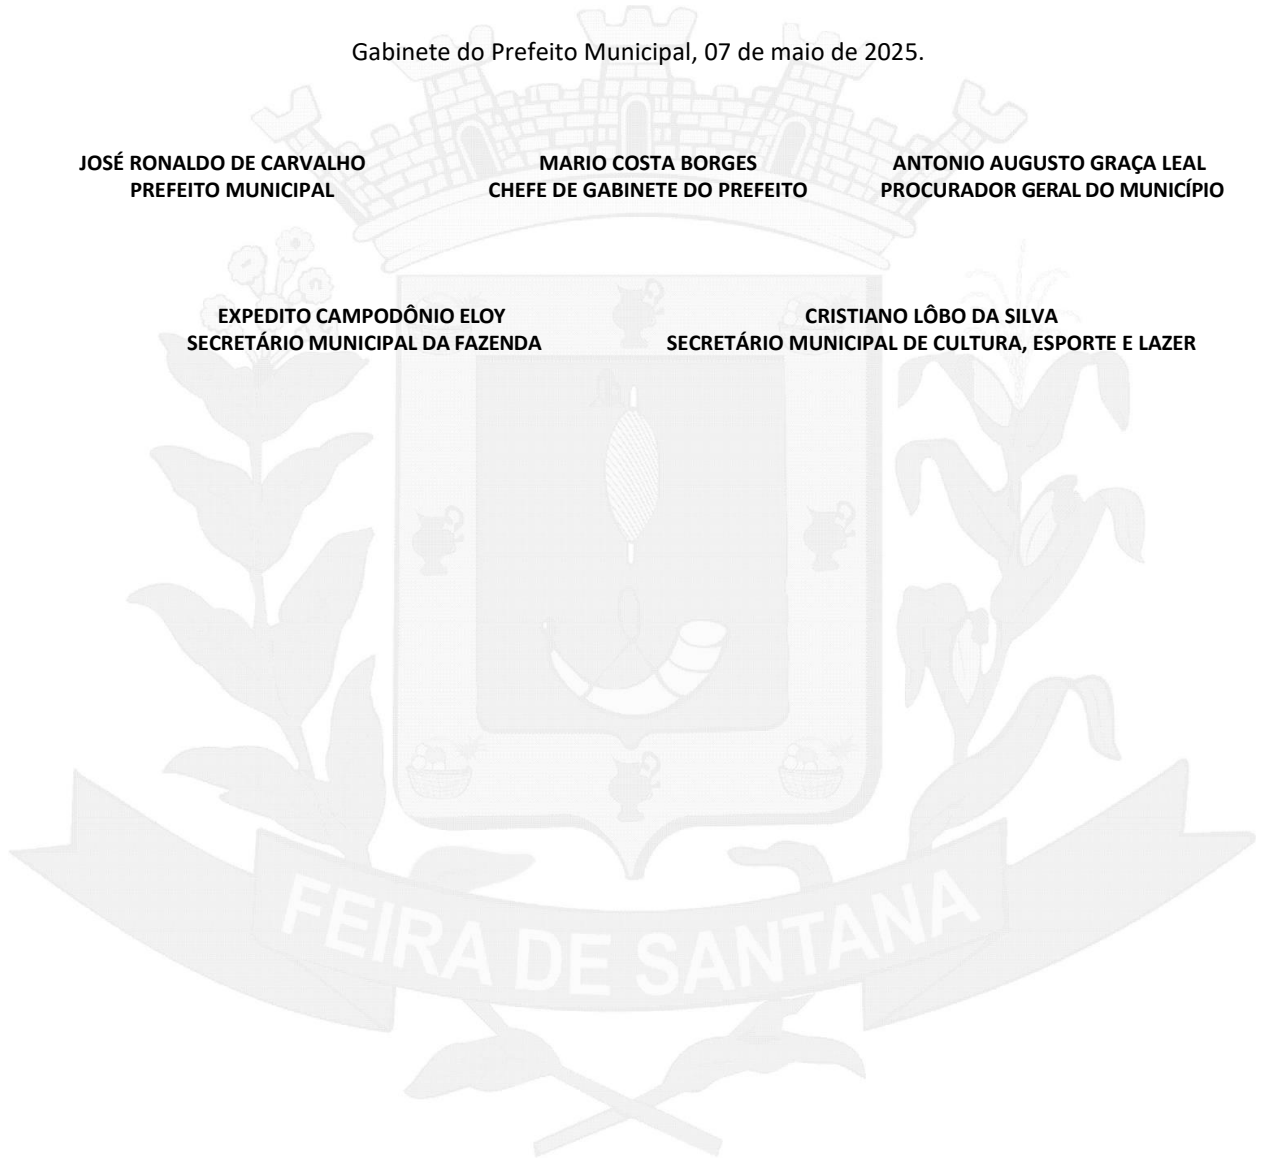 Gabinete do Prefeito Municipal, 07 de maio de 2025.
JOSÉ RONALDO DE CARVALHO
PREFEITO MUNICIPAL
MARIO COSTA BORGES
CHEFE DE GABINETE DO PREFEITO
ANTONIO AUGUSTO GRAÇA LEAL
PROCURADOR GERAL DO MUNICÍPIO
EXPEDITO CAMPODÔNIO ELOY
SECRETÁRIO MUNICIPAL DA FAZENDA
CRISTIANO LÔBO DA SILVA
SECRETÁRIO MUNICIPAL DE CULTURA, ESPORTE E LAZER
FEIRA DE SANTANA